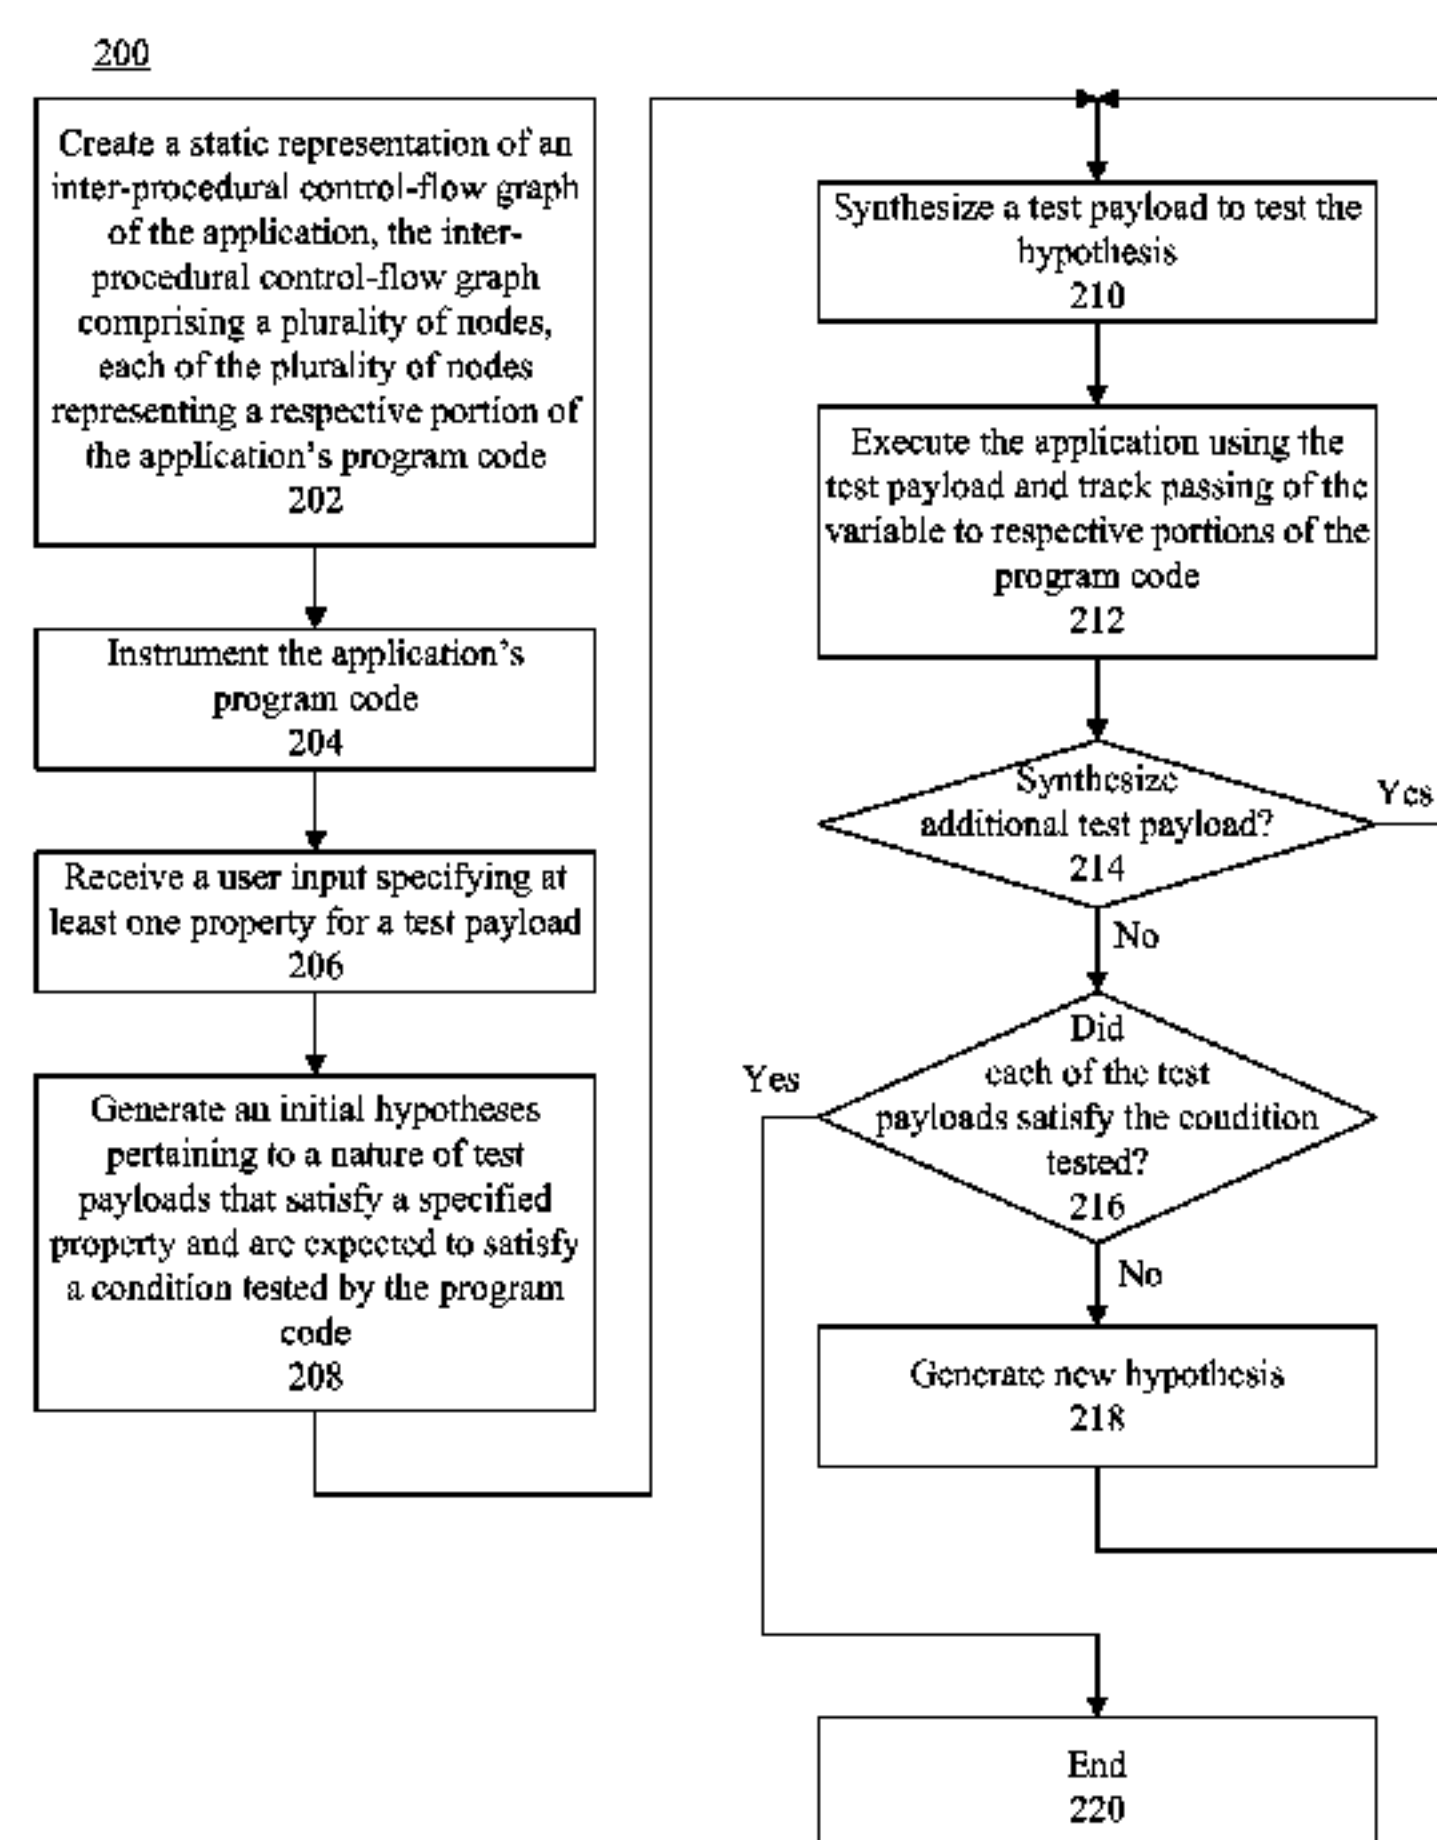 200
Create a static representation of an
inter-procedural control-flow graph
of the application, the inter-
procedural control-flow graph
comprising a plurality of nodes,
each of the plurality of nodes
representing a respective portion of
the application's program code
202
Instrument the application's
program code
204
Receive a user input specifying at
least one property for a test payload
206
Generate an initial hypotheses
pertaining to a nature of test
payloads that satisfy a specified
property and are expected to satisfy
a condition tested by the program
code
208
Synthesize a test payload to test the
hypothesis
210
Execute the application using the
test payload and track passing of the
variable to respective portions of the
program code
212
Synthesize
additional test payload?
214
Yes
No
Did
each of the test
payloads satisfy the condition
tested?
216
Yes
No
Generate new hypothesis
218
End
220